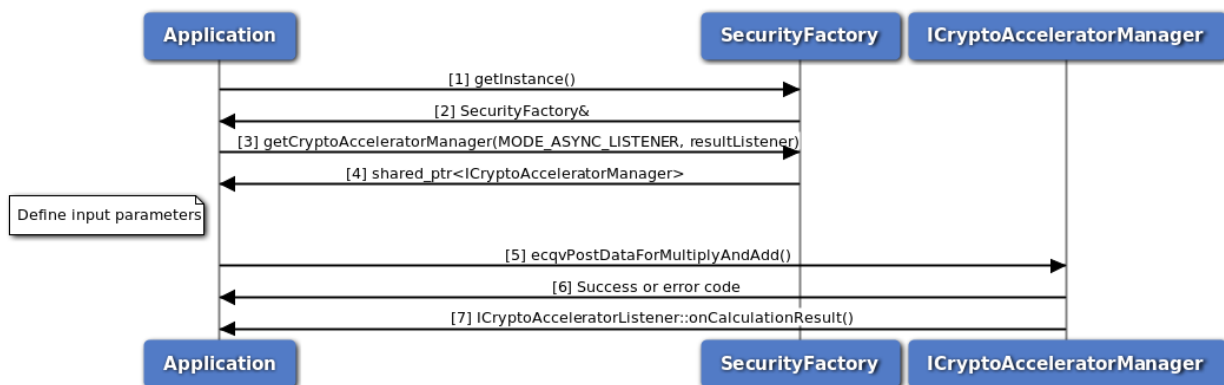 Application
SecurityFactory
ICryptoAcceleratorManager
[1] getInstance()
[2] SecurityFactory&
[3] getCryptoAcceleratorManager(MODE_ASYNC_LISTENER, resultListener)
[4] shared_ptr<ICryptoAcceleratorManager>
Define input parameters
[5] ecqvPostDataForMultiplyAndAdd()
[6] Success or error code
[7] ICryptoAcceleratorListener::onCalculationResult()
Application
SecurityFactory
ICryptoAcceleratorManager